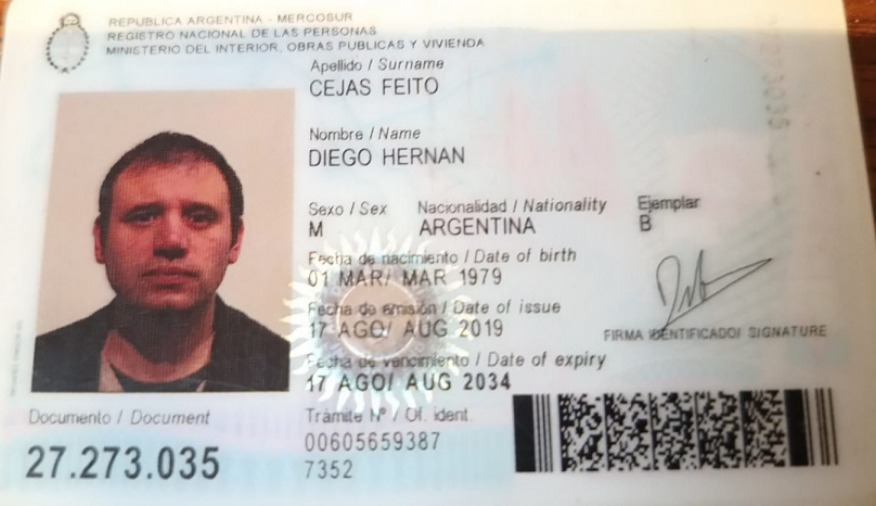 REPUBLICA ARGENTINA - MERCOSUR
REGISTRO NACIONAL DE LAS PERSONAS
MINISTERIO DEL INTERIOR, OBRAS PUBLICAS Y VIVIENDA
Apellido / Surname
CEJAS FEITO
Nombre / Name
DIEGO HERNAN
Sexo / Sex Nacionalidad / Nationality Ejemplar
M ARGENTINA B
Fecha de nacimiento / Date of birth
01 MAR/ MAR 1979
Fecha de emisión / Date of issue
17 AGO/ AUG 2019
FIRMA IDENTIFICADO/ SIGNATURE
Fecha de vencimiento / Date of expiry
17 AGO/ AUG 2034
Documento / Document
27.273.035
Trámite Nº / Of. ident.
00605659387
7352